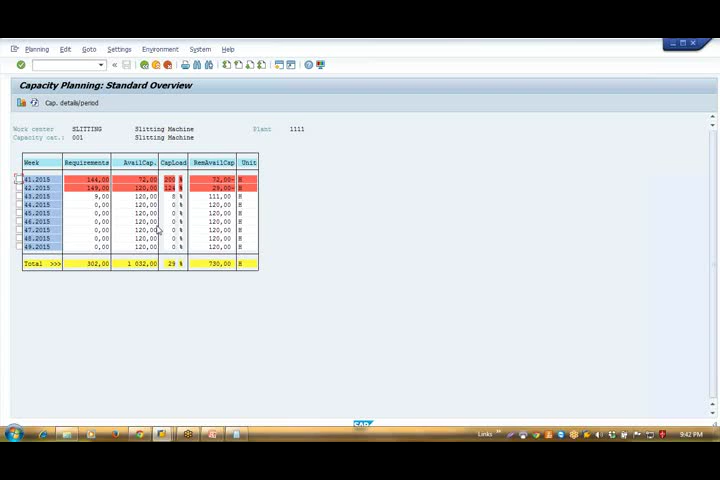 Planning Edit Goto Settings Environment System Help
Capacity Planning: Standard Overview
Cap. details/period
Work center SLITTING Slitting Machine Plant 1111
Capacity cat.: 001 Slitting Machine
Week Requirements AvailCap. CapLoad RemAvailCap Unit
41.2015 144,00 72,00 200 % 72,00- H
42.2015 149,00 120,00 124 % 29,00- H
43.2015 9,00 120,00 8 % 111,00 H
44.2015 0,00 120,00 0 % 120,00 H
45.2015 0,00 120,00 0 % 120,00 H
46.2015 0,00 120,00 0 % 120,00 H
47.2015 0,00 120,00 0 % 120,00 H
48.2015 0,00 120,00 0 % 120,00 H
49.2015 0,00 120,00 0 % 120,00 H
Total >>> 302,00 1 032,00 29 % 730,00 H
SAP
Links » 9:42 PM